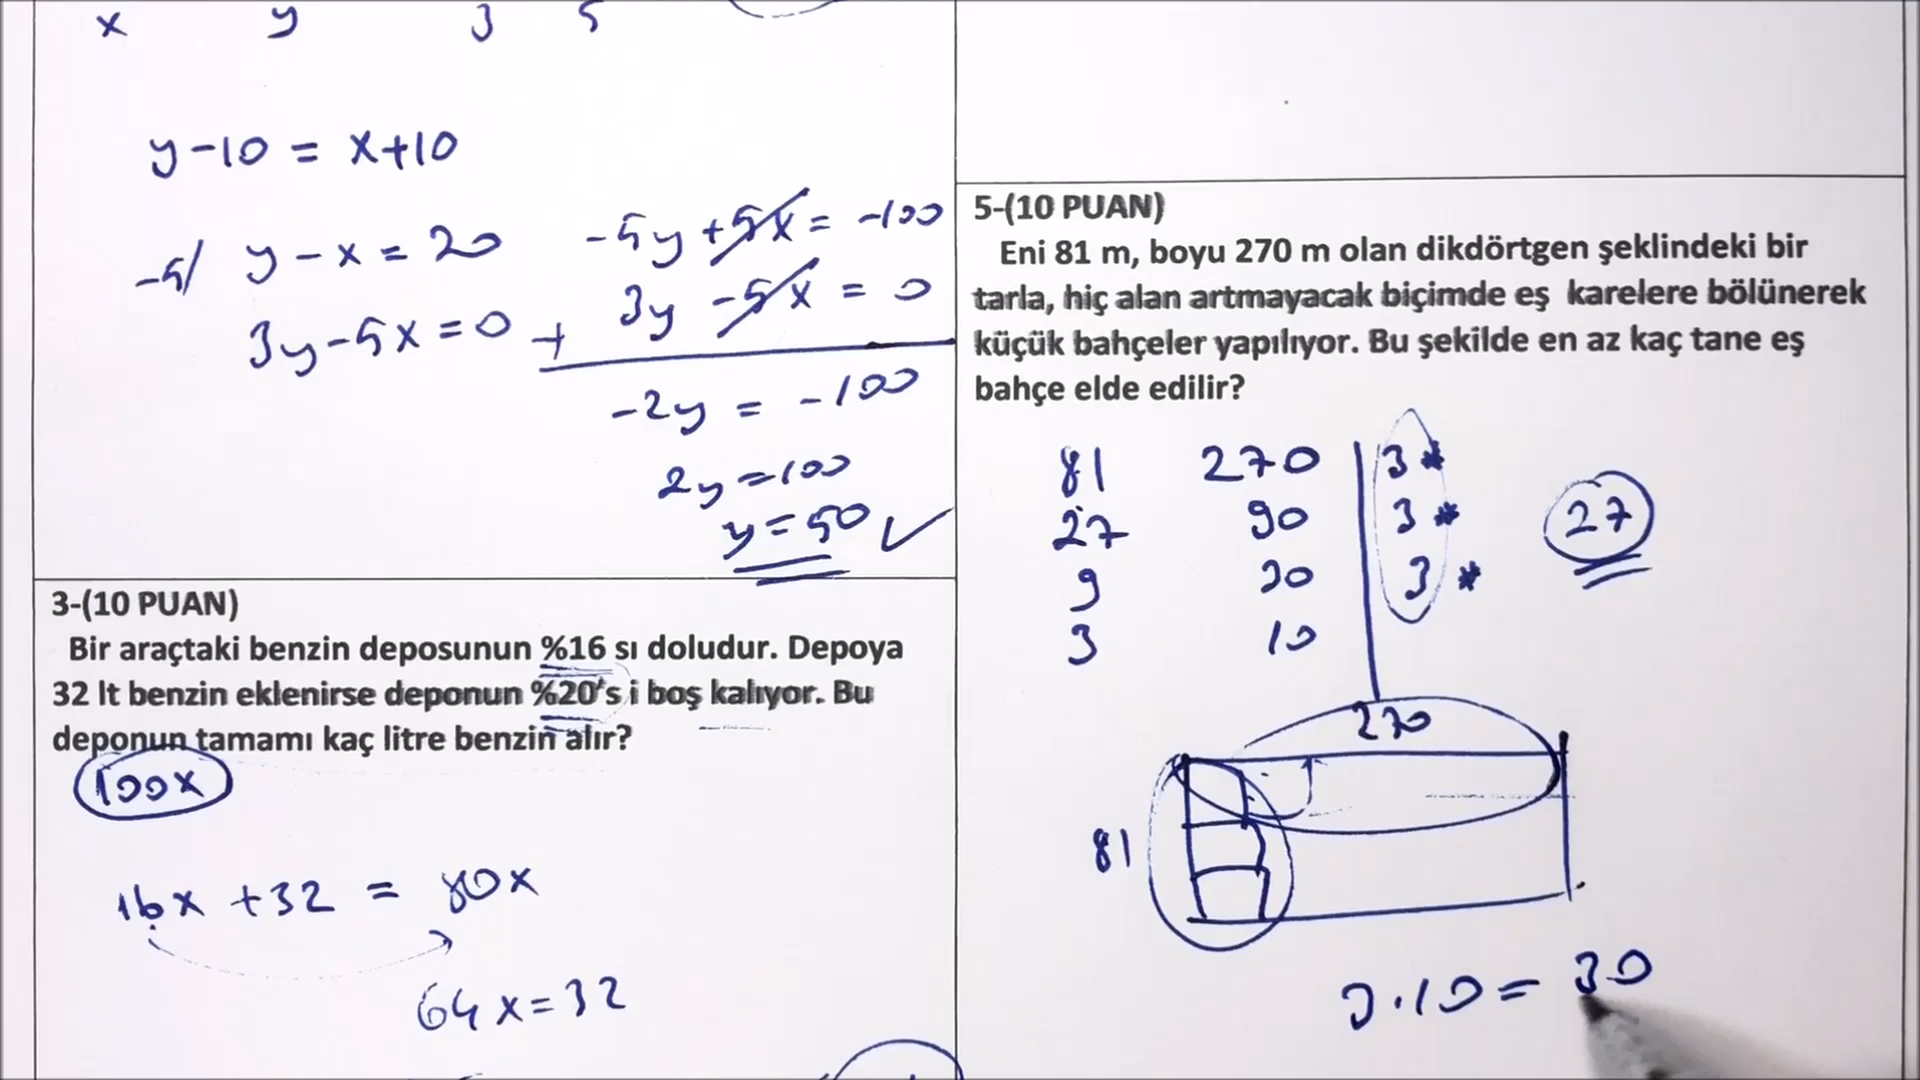 x y 3 5
y-10 = x+10
-5/ y - x = 20
3y-5x=0
-5y+5x= -100
+ 3y -5x = 0
-2y = -100
2y=100
y=50 ✓
3-(10 PUAN)
Bir araçtaki benzin deposunun %16 sı doludur. Depoya
32 lt benzin eklenirse deponun %20's i boş kalıyor. Bu
deponun tamamı kaç litre benzin alır?
100x
16x +32 = 80x
64x=32
5-(10 PUAN)
Eni 81 m, boyu 270 m olan dikdörtgen şeklindeki bir
tarla, hiç alan artmayacak biçimde eş karelere bölünerek
küçük bahçeler yapılıyor. Bu şekilde en az kaç tane eş
bahçe elde edilir?
81 270 | 3*
27 90 3*
9 30 3*
3 10
27
270
81
3.10= 30